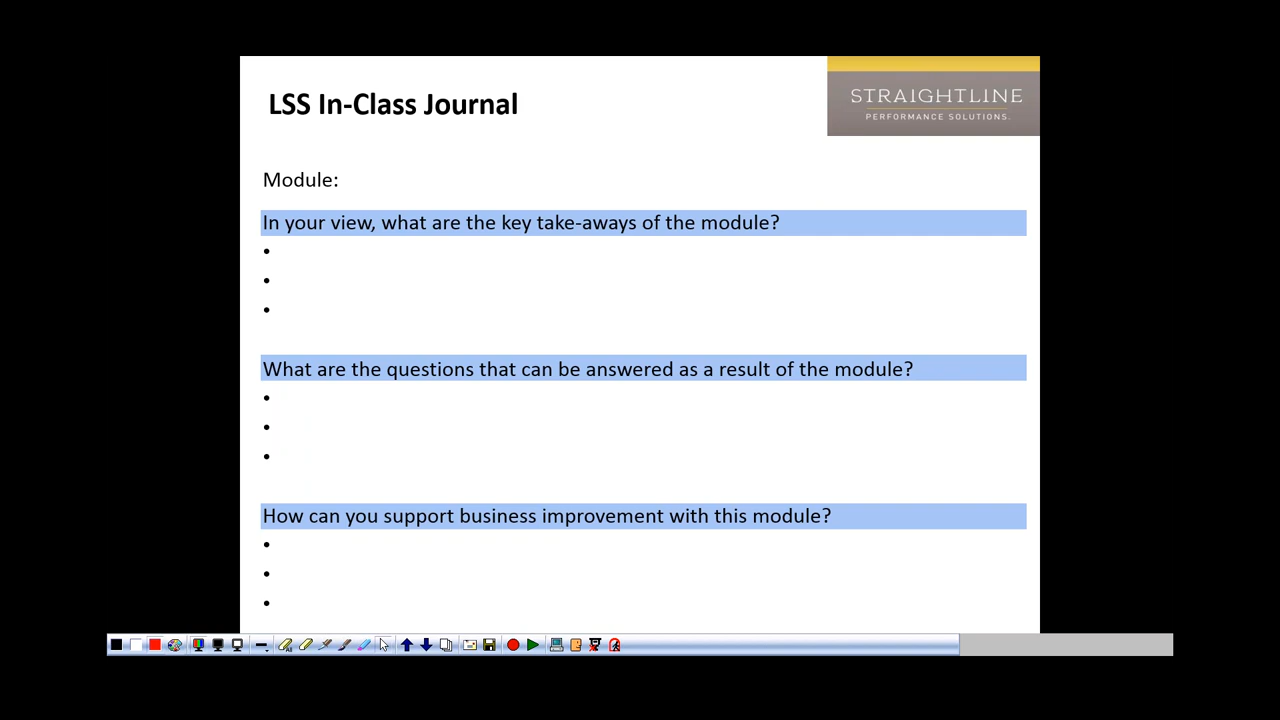 LSS In-Class Journal
STRAIGHTLINE
PERFORMANCE SOLUTIONS.
Module:
In your view, what are the key take-aways of the module?
•
•
•
What are the questions that can be answered as a result of the module?
•
•
•
How can you support business improvement with this module?
•
•
•